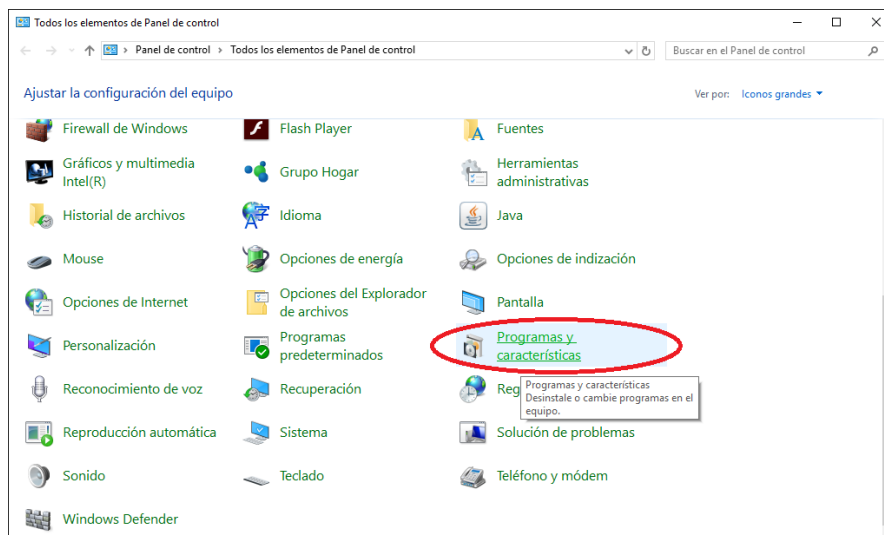 Todos los elementos de Panel de control
Panel de control > Todos los elementos de Panel de control
Buscar en el Panel de control
Ajustar la configuración del equipo
Ver por: Iconos grandes
Firewall de Windows
Flash Player
Fuentes
Gráficos y multimedia
Intel(R)
Grupo Hogar
Herramientas
administrativas
Historial de archivos
Idioma
Java
Mouse
Opciones de energía
Opciones de indización
Opciones de Internet
Opciones del Explorador
de archivos
Pantalla
Personalización
Programas
predeterminados
Programas y
características
Programas y características
Desinstale o cambie programas en el
equipo.
Reconocimiento de voz
Recuperación
Reg
Reproducción automática
Sistema
Solución de problemas
Sonido
Teclado
Teléfono y módem
Windows Defender